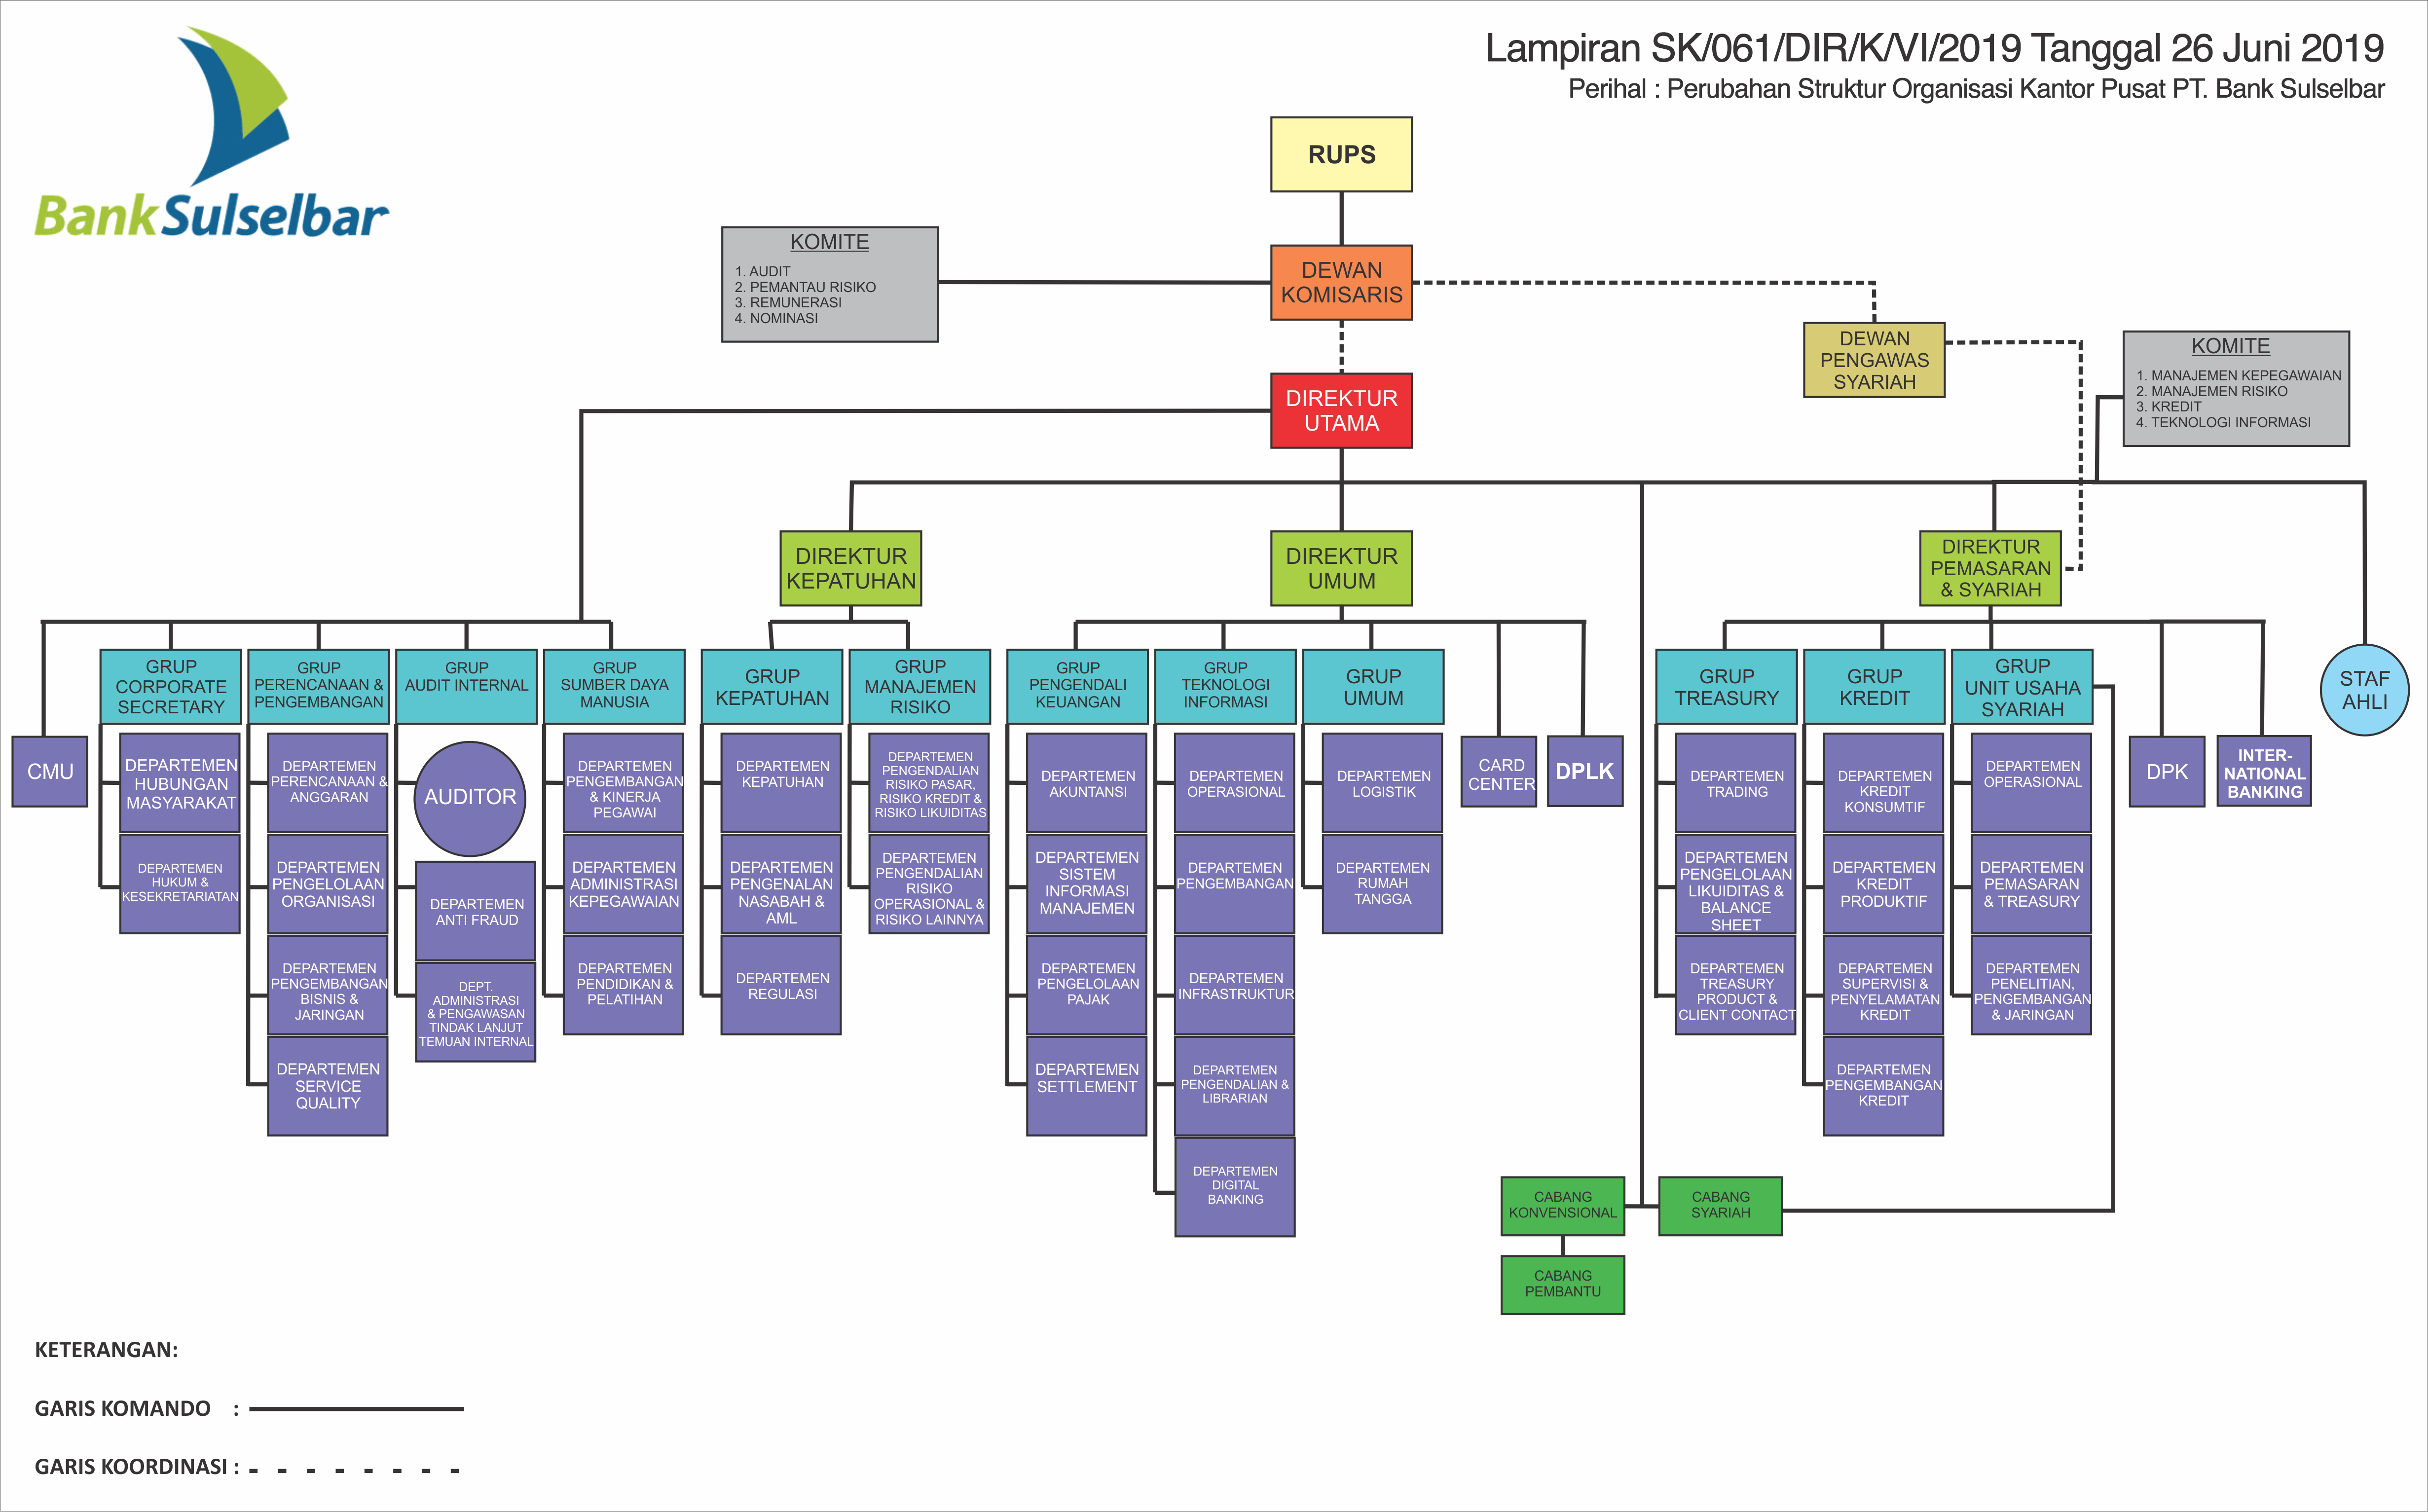 Lampiran SK/061/DIR/K/VI/2019 Tanggal 26 Juni 2019
Perihal : Perubahan Struktur Organisasi Kantor Pusat PT. Bank Sulselbar
BankSulselbar
RUPS
KOMITE
1. AUDIT
2. PEMANTAU RISIKO
3. REMUNERASI
4. NOMINASI
DEWAN
KOMISARIS
DEWAN
PENGAWAS
SYARIAH
KOMITE
1. MANAJEMEN KEPEGAWAIAN
2. MANAJEMEN RISIKO
3. KREDIT
4. TEKNOLOGI INFORMASI
DIREKTUR
UTAMA
DIREKTUR
KEPATUHAN
DIREKTUR
UMUM
DIREKTUR
PEMASARAN
& SYARIAH
CMU
GRUP
CORPORATE
SECRETARY
DEPARTEMEN
HUBUNGAN
MASYARAKAT
DEPARTEMEN
HUKUM &
KESEKRETARIATAN
GRUP
PERENCANAAN &
PENGEMBANGAN
DEPARTEMEN
PERENCANAAN &
ANGGARAN
DEPARTEMEN
PENGELOLAAN
ORGANISASI
DEPARTEMEN
PENGEMBANGAN
BISNIS &
JARINGAN
DEPARTEMEN
SERVICE
QUALITY
GRUP
AUDIT INTERNAL
AUDITOR
DEPARTEMEN
ANTI FRAUD
DEPT.
ADMINISTRASI
& PENGAWASAN
TINDAK LANJUT
TEMUAN INTERNAL
GRUP
SUMBER DAYA
MANUSIA
DEPARTEMEN
PENGEMBANGAN
& KINERJA
PEGAWAI
DEPARTEMEN
ADMINISTRASI
KEPEGAWAIAN
DEPARTEMEN
PENDIDIKAN &
PELATIHAN
GRUP
KEPATUHAN
DEPARTEMEN
KEPATUHAN
DEPARTEMEN
PENGENALAN
NASABAH &
AML
DEPARTEMEN
REGULASI
GRUP
MANAJEMEN
RISIKO
DEPARTEMEN
PENGENDALIAN
RISIKO PASAR,
RISIKO KREDIT &
RISIKO LIKUIDITAS
DEPARTEMEN
PENGENDALIAN
RISIKO
OPERASIONAL &
RISIKO LAINNYA
GRUP
PENGENDALI
KEUANGAN
DEPARTEMEN
AKUNTANSI
DEPARTEMEN
SISTEM
INFORMASI
MANAJEMEN
DEPARTEMEN
PENGELOLAAN
PAJAK
DEPARTEMEN
SETTLEMENT
GRUP
TEKNOLOGI
INFORMASI
DEPARTEMEN
OPERASIONAL
DEPARTEMEN
PENGEMBANGAN
DEPARTEMEN
INFRASTRUKTUR
DEPARTEMEN
PENGENDALIAN &
LIBRARIAN
DEPARTEMEN
DIGITAL
BANKING
GRUP
UMUM
DEPARTEMEN
LOGISTIK
DEPARTEMEN
RUMAH
TANGGA
CARD
CENTER
DPLK
GRUP
TREASURY
DEPARTEMEN
TRADING
DEPARTEMEN
PENGELOLAAN
LIKUIDITAS &
BALANCE
SHEET
DEPARTEMEN
TREASURY
PRODUCT &
CLIENT CONTACT
GRUP
KREDIT
DEPARTEMEN
KREDIT
KONSUMTIF
DEPARTEMEN
KREDIT
PRODUKTIF
DEPARTEMEN
SUPERVISI &
PENYELAMATAN
KREDIT
DEPARTEMEN
PENGEMBANGAN
KREDIT
GRUP
UNIT USAHA
SYARIAH
DEPARTEMEN
OPERASIONAL
DEPARTEMEN
PEMASARAN
& TREASURY
DEPARTEMEN
PENELITIAN,
PENGEMBANGAN
& JARINGAN
DPK
INTER-
NATIONAL
BANKING
STAF
AHLI
CABANG
KONVENSIONAL
CABANG
SYARIAH
CABANG
PEMBANTU
KETERANGAN:
GARIS KOMANDO :
GARIS KOORDINASI :